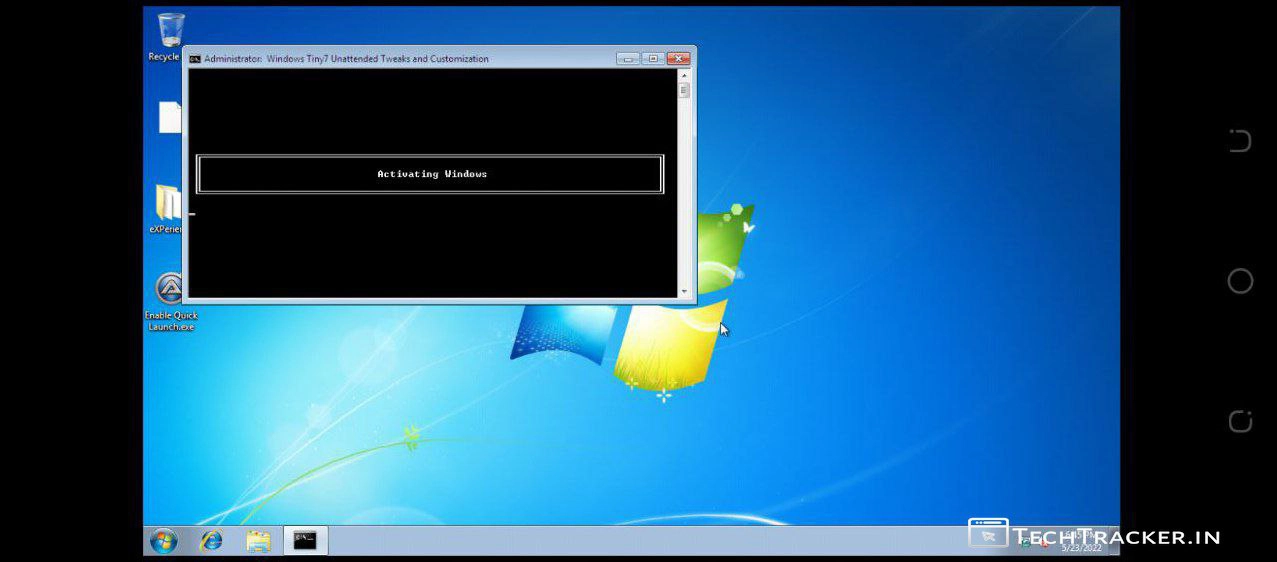 Recycle
Administrator: Windows Tiny7 Unattended Tweaks and Customization
Activating Windows
eXPerie
Enable Quick
Launch.exe
TECHTRACKER.IN
5/23/2022